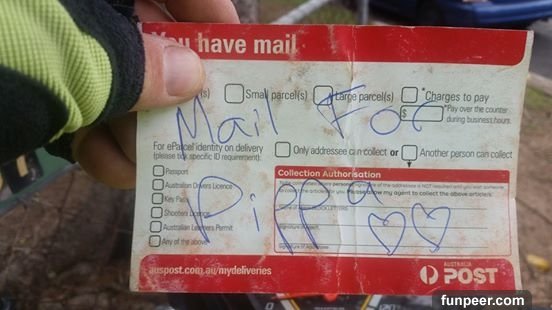 You have mail
(s) Small parcel(s) Large parcel(s) *Charges to pay
$ *Pay over the counter during business hours.
Mail For
For eParcel identity on delivery
(please tick specific ID requirement):
Only addressee can collect or Another person can collect
Passport
Australian Drivers Licence
Key Pass
Shooters Licence
Australian Learners Permit
Any of the above
Collection Authorisation
Pippa
auspost.com.au/mydeliveries
AUSTRALIA
POST
funpeer.com